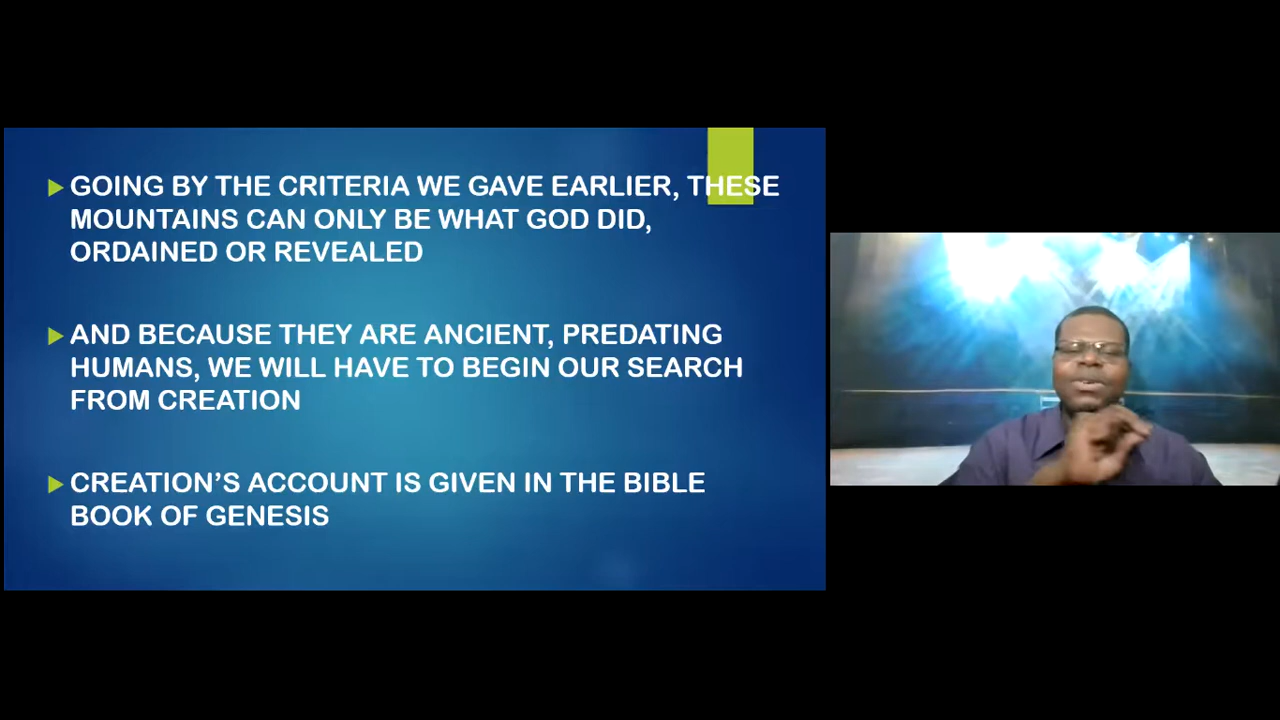 GOING BY THE CRITERIA WE GAVE EARLIER, THESE
MOUNTAINS CAN ONLY BE WHAT GOD DID,
ORDAINED OR REVEALED
AND BECAUSE THEY ARE ANCIENT, PREDATING
HUMANS, WE WILL HAVE TO BEGIN OUR SEARCH
FROM CREATION
CREATION'S ACCOUNT IS GIVEN IN THE BIBLE
BOOK OF GENESIS